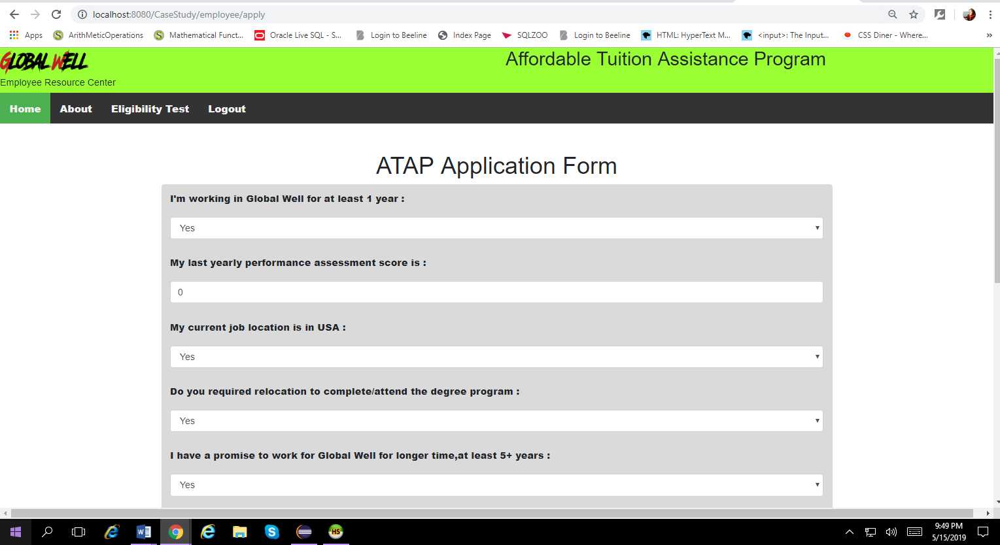 localhost:8080/CaseStudy/employee/apply
Apps ArithMeticOperations Mathematical Funct... Oracle Live SQL - S... Login to Beeline Index Page SQLZOO Login to Beeline HTML: HyperText M... <input>: The Input... CSS Diner - Where... »
GLOBAL WELL
Affordable Tuition Assistance Program
Employee Resource Center
Home About Eligibility Test Logout
ATAP Application Form
I'm working in Global Well for at least 1 year :
Yes
My last yearly performance assessment score is :
0
My current job location is in USA :
Yes
Do you required relocation to complete/attend the degree program :
Yes
I have a promise to work for Global Well for longer time,at least 5+ years :
Yes
HS
9:49 PM
5/15/2019